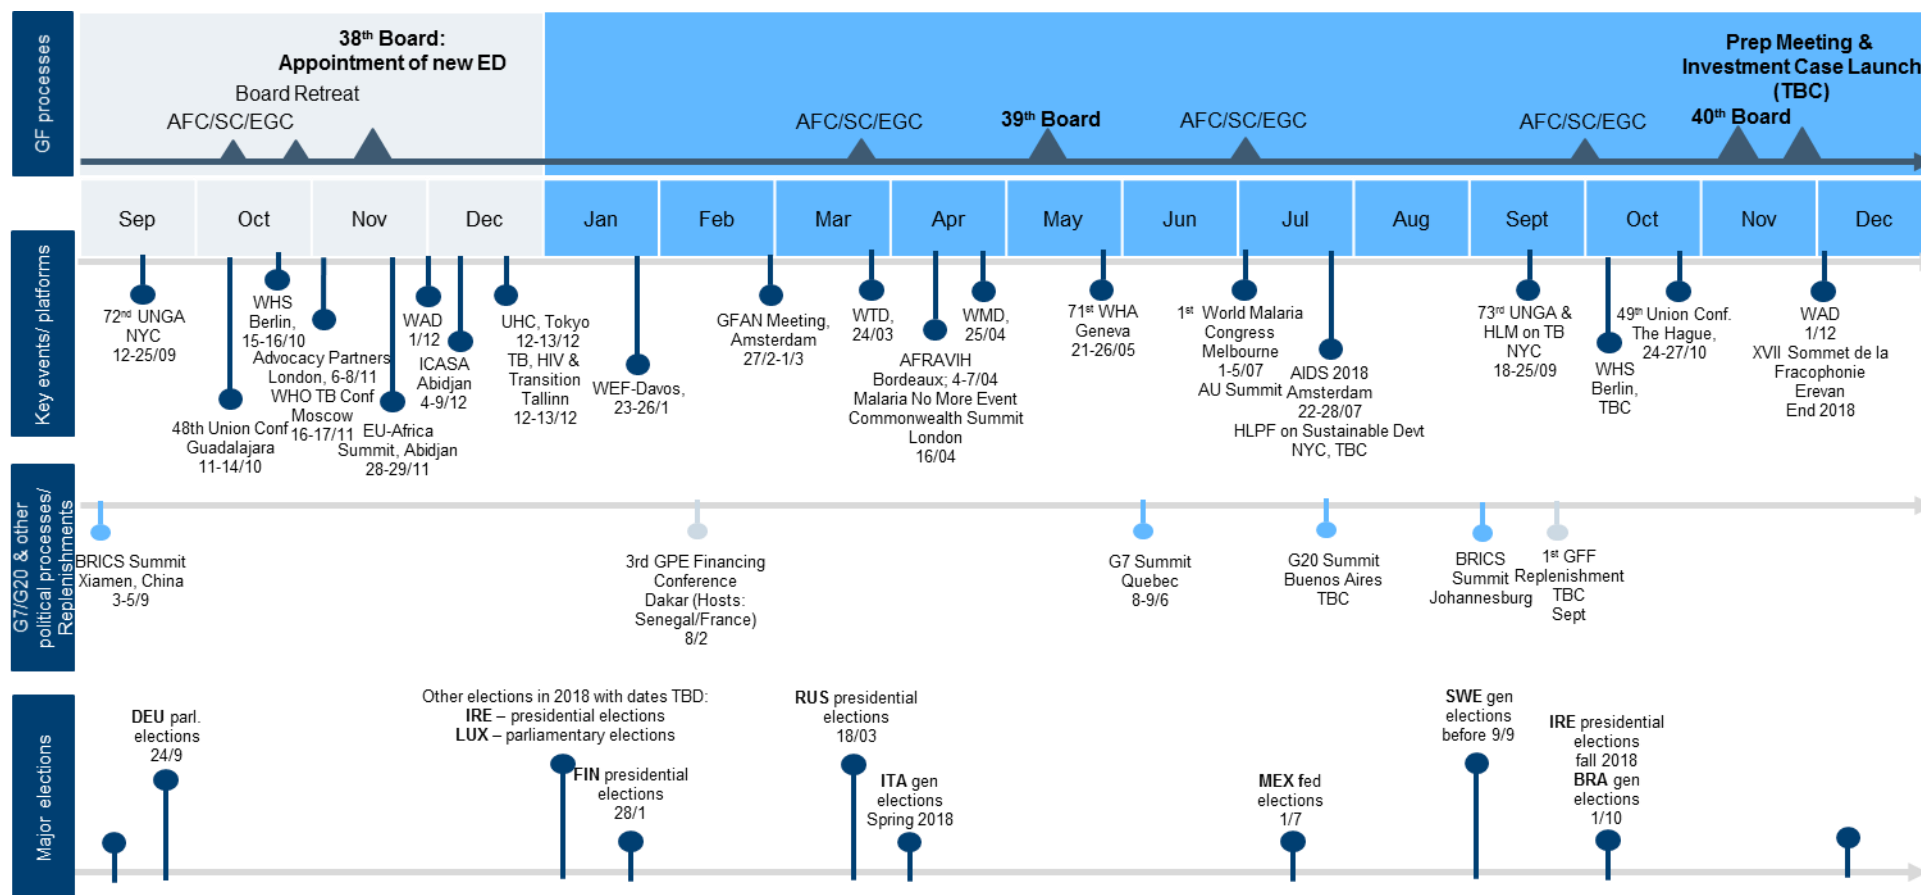 GF processes
38th Board:
Appointment of new ED
Board Retreat
AFC/SC/EGC
AFC/SC/EGC
39th Board
AFC/SC/EGC
AFC/SC/EGC
Prep Meeting &
Investment Case Launch
(TBC)
40th Board
Sep
Oct
Nov
Dec
Jan
Feb
Mar
Apr
May
Jun
Jul
Aug
Sept
Oct
Nov
Dec
Key events/ platforms
72nd UNGA
NYC
12-25/09
48th Union Conf
Guadalajara
11-14/10
WHS
Berlin,
15-16/10
Advocacy Partners
London, 6-8/11
WHO TB Conf
Moscow
16-17/11
EU-Africa
Summit, Abidjan
28-29/11
WAD
1/12
ICASA
Abidjan
4-9/12
UHC, Tokyo
12-13/12
TB, HIV &
Transition
Tallinn
12-13/12
WEF-Davos,
23-26/1
GFAN Meeting,
Amsterdam
27/2-1/3
WTD,
24/03
AFRAVIH
Bordeaux; 4-7/04
Malaria No More Event
Commonwealth Summit
London
16/04
WMD,
25/04
71st WHA
Geneva
21-26/05
1st World Malaria
Congress
Melbourne
1-5/07
AU Summit
AIDS 2018
Amsterdam
22-28/07
HLPF on Sustainable Devt
NYC, TBC
73rd UNGA &
HLM on TB
NYC
18-25/09
WHS
Berlin,
TBC
49th Union Conf.
The Hague,
24-27/10
WAD
1/12
XVII Sommet de la
Fracophonie
Erevan
End 2018
G7/G20 & other
political processes/
Replenishments
BRICS Summit
Xiamen, China
3-5/9
3rd GPE Financing
Conference
Dakar (Hosts:
Senegal/France)
8/2
G7 Summit
Quebec
8-9/6
G20 Summit
Buenos Aires
TBC
BRICS
Summit
Johannesburg
1st GFF
Replenishment
TBC
Sept
Major elections
DEU parl.
elections
24/9
Other elections in 2018 with dates TBD:
IRE – presidential elections
LUX – parliamentary elections
FIN presidential
elections
28/1
RUS presidential
elections
18/03
ITA gen
elections
Spring 2018
MEX fed
elections
1/7
SWE gen
elections
before 9/9
IRE presidential
elections
fall 2018
BRA gen
elections
1/10